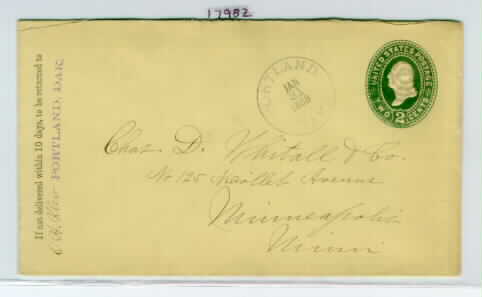 17982
If not delivered within 10 days, to be returned to
PORTLAND, DAK
PORTLAND
JAN
UNITED STATES POSTAGE
TWO 2 CENTS
Chas. D. Whitall & Co.
No 125 Nicollet Avenue
Minneapolis
Minn